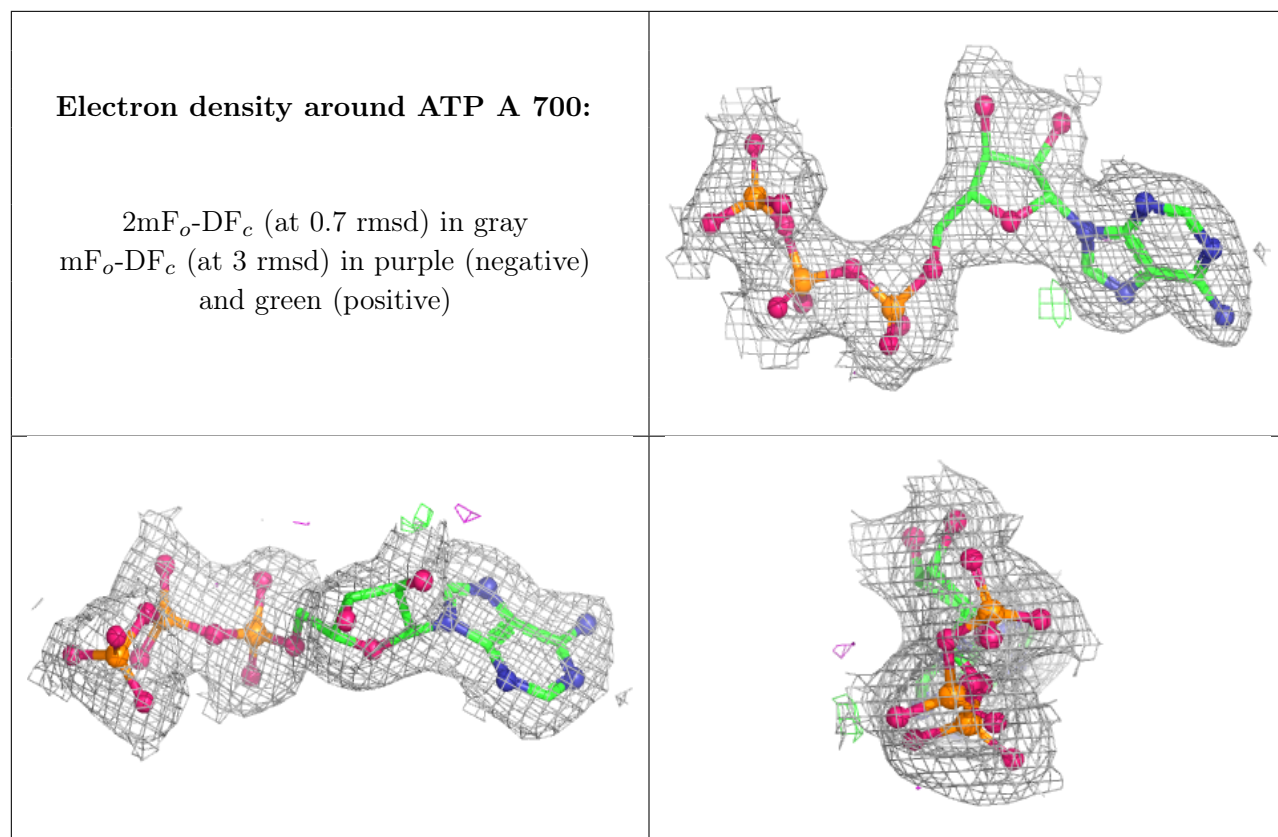 Electron density around ATP A 700:
2mFo-DFc (at 0.7 rmsd) in gray
mFo-DFc (at 3 rmsd) in purple (negative)
and green (positive)